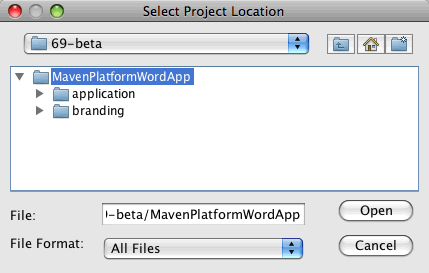 Select Project Location
69-beta
MavenPlatformWordApp
application
branding
File: -beta/MavenPlatformWordApp Open
File Format: All Files Cancel